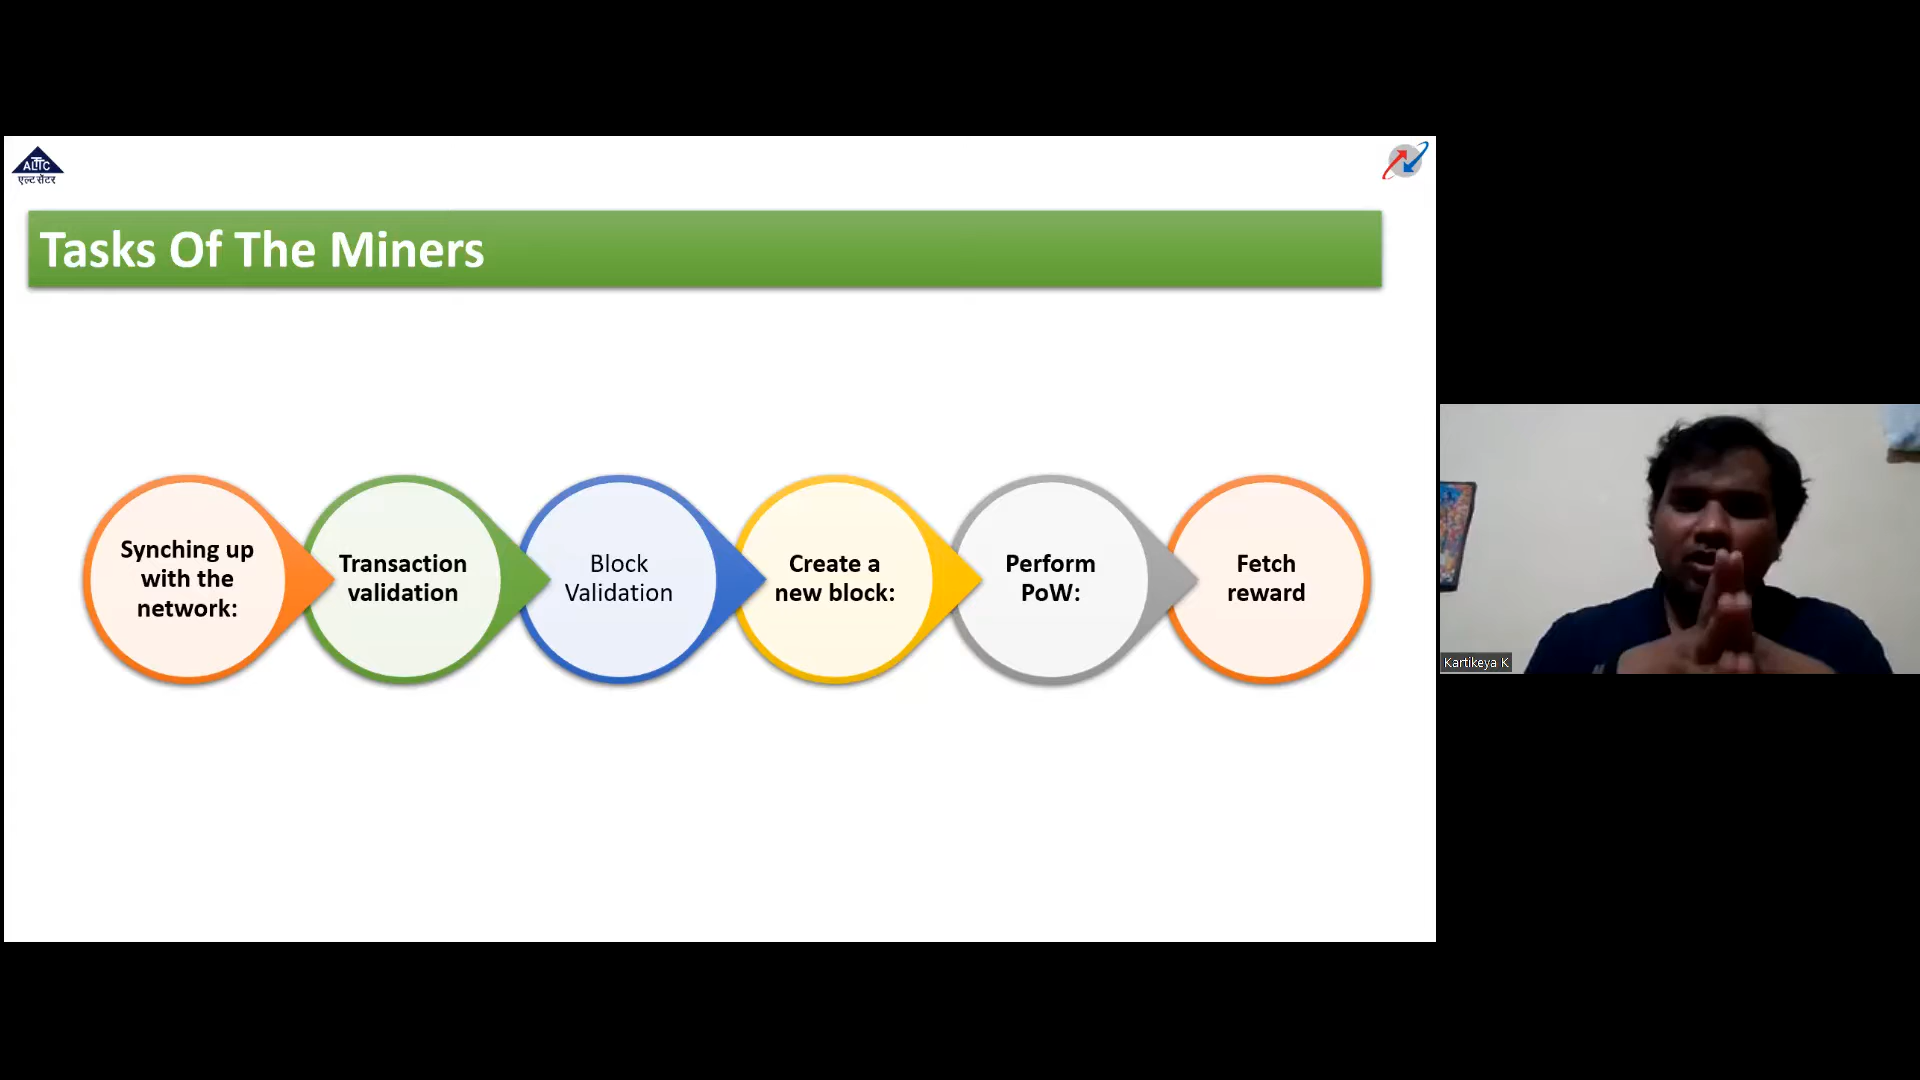 ALTTC
एल्ट सेंटर
Tasks Of The Miners
Synching up
with the
network:
Transaction
validation
Block
Validation
Create a
new block:
Perform
PoW:
Fetch
reward
Kartikeya K